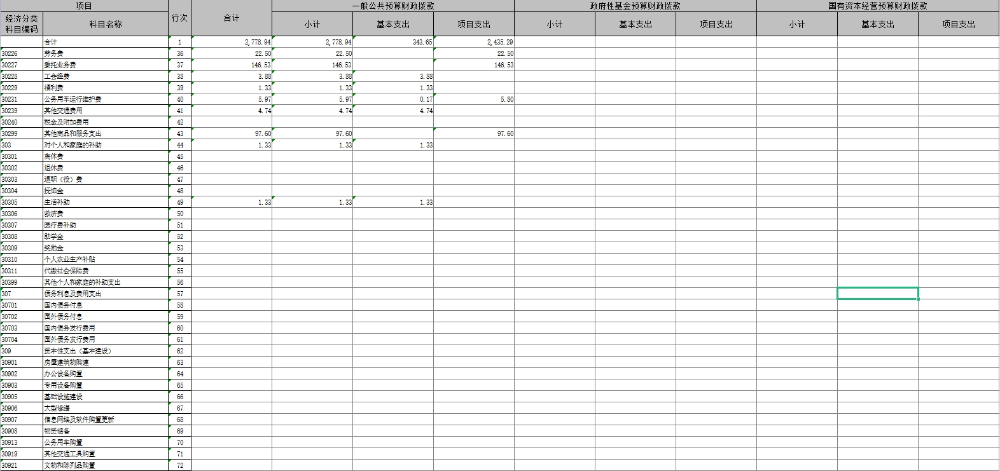 项目 行次 合计 一般公共预算财政拨款 政府性基金预算财政拨款 国有资本经营预算财政拨款
经济分类科目编码 科目名称 小计 基本支出 项目支出 小计 基本支出 项目支出 小计 基本支出 项目支出
合计 1 2,778.94 2,778.94 343.65 2,435.29
30226 劳务费 36 22.50 22.50 22.50
30227 委托业务费 37 146.53 146.53 146.53
30228 工会经费 38 3.88 3.88 3.88
30229 福利费 39 1.33 1.33 1.33
30231 公务用车运行维护费 40 5.97 5.97 0.17 5.80
30239 其他交通费用 41 4.74 4.74 4.74
30240 税金及附加费用 42
30299 其他商品和服务支出 43 97.60 97.60 97.60
303 对个人和家庭的补助 44 1.33 1.33 1.33
30301 离休费 45
30302 退休费 46
30303 退职（役）费 47
30304 抚恤金 48
30305 生活补助 49 1.33 1.33 1.33
30306 救济费 50
30307 医疗费补助 51
30308 助学金 52
30309 奖励金 53
30310 个人农业生产补贴 54
30311 代缴社会保险费 55
30399 其他个人和家庭的补助支出 56
307 债务利息及费用支出 57
30701 国内债务付息 58
30702 国外债务付息 59
30703 国内债务发行费用 60
30704 国外债务发行费用 61
309 资本性支出（基本建设） 62
30901 房屋建筑物购建 63
30902 办公设备购置 64
30903 专用设备购置 65
30905 基础设施建设 66
30906 大型修缮 67
30907 信息网络及软件购置更新 68
30908 物资储备 69
30913 公务用车购置 70
30919 其他交通工具购置 71
30921 文物和陈列品购置 72